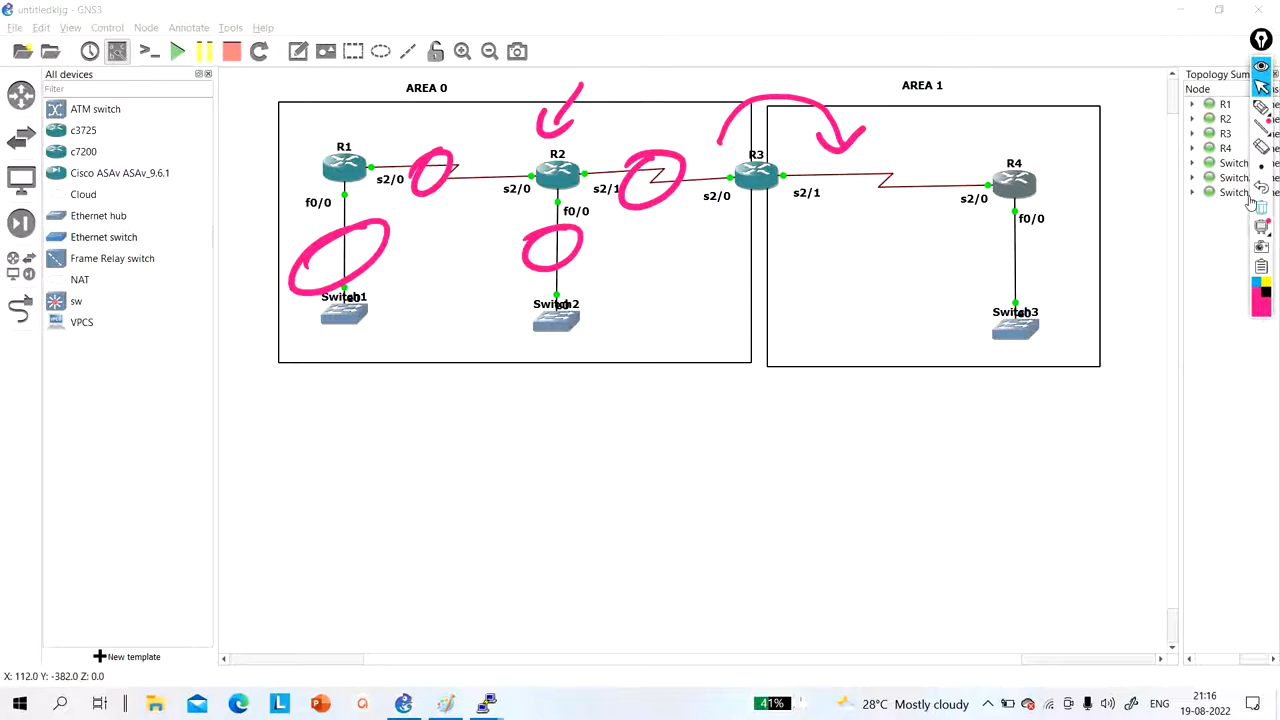 untitledkljg - GNS3
File Edit View Control Node Annotate Tools Help
All devices
Filter
ATM switch
c3725
c7200
Cisco ASAv ASAv_9.6.1
Cloud
Ethernet hub
Ethernet switch
Frame Relay switch
NAT
sw
VPCS
New template
X: 112.0 Y: -382.0 Z: 0.0
AREA 0
AREA 1
R1
s2/0
f0/0
Switch1
R2
s2/0
s2/1
f0/0
Switch2
R3
s2/0
s2/1
R4
s2/0
f0/0
Switch3
Topology Sum
Node
R1
R2
R3
R4
Switch
Switch
Switch
41%
28°C Mostly cloudy
ENG
21:16
19-08-2022